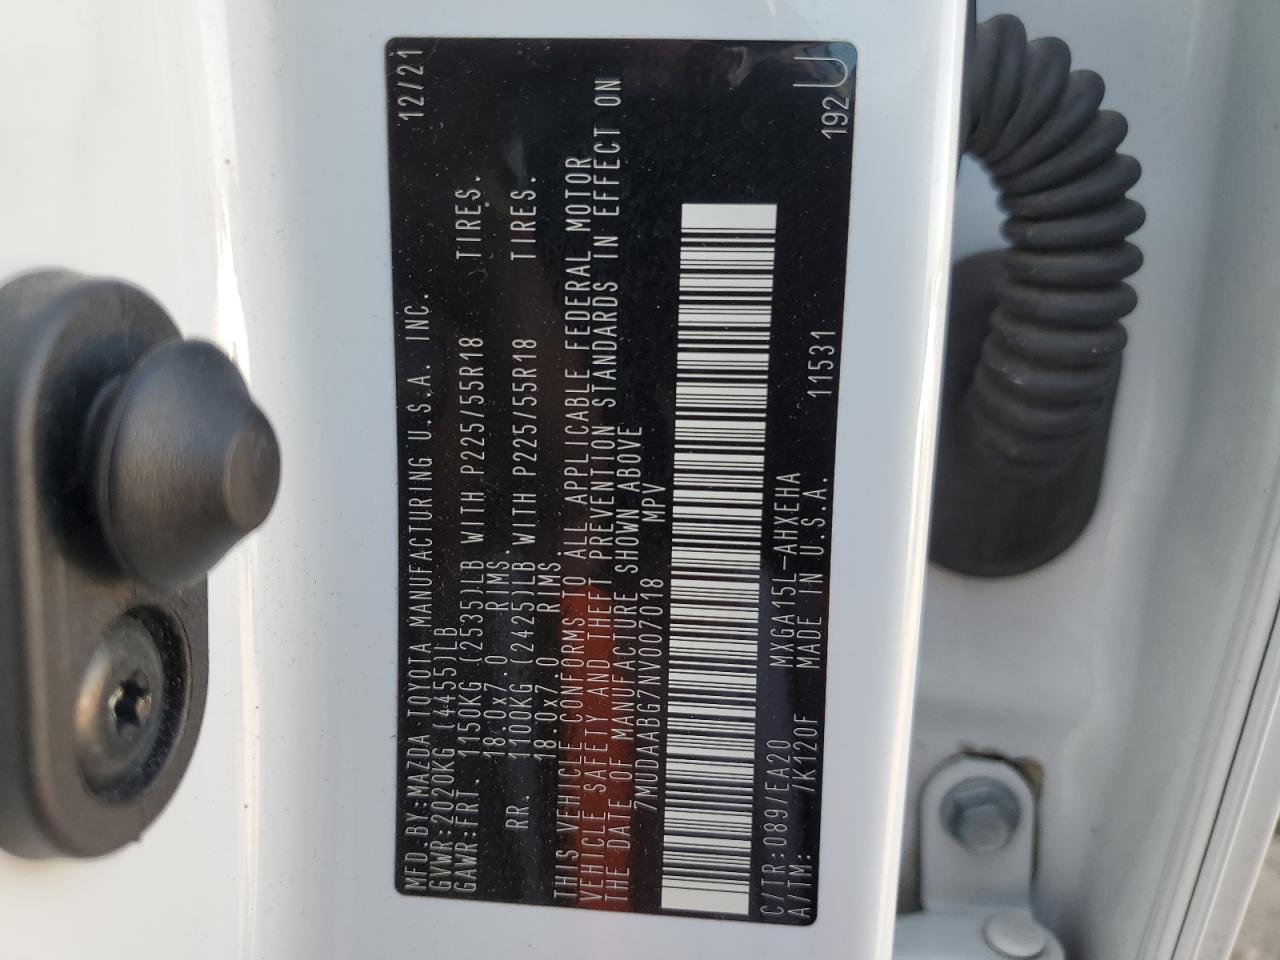 MFD.BY:MAZDA TOYOTA MANUFACTURING U.S.A. INC. 12/21
GVWR:2020KG (4455)LB
GAWR:FRT. 1150KG (2535)LB WITH P225/55R18 TIRES.
18.0x7.0 RIMS.
RR. 1100KG (2425)LB WITH P225/55R18 TIRES.
18.0x7.0 RIMS.
THIS VEHICLE CONFORMS TO ALL APPLICABLE FEDERAL MOTOR
VEHICLE SAFETY AND THEFT PREVENTION STANDARDS IN EFFECT ON
THE DATE OF MANUFACTURE SHOWN ABOVE
7MUDAABG7NV007018 MPV
C/TR:089/EA20 MXGA15L-AHXEHA 11531 192U
A/TM: /K120F MADE IN U.S.A.